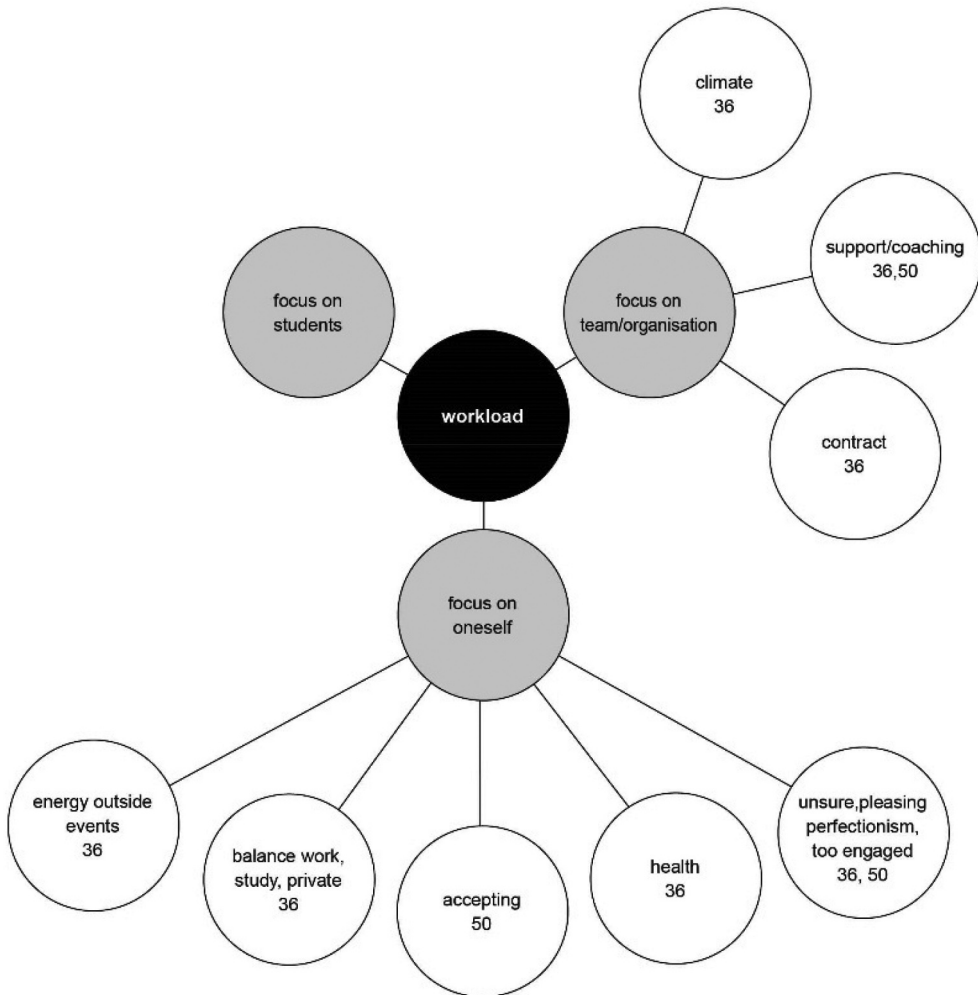 climate
36
support/coaching
36,50
focus on
students
focus on
team/organisation
workload
contract
36
focus on
oneself
energy outside
events
36
balance work,
study, private
36
accepting
50
health
36
unsure,pleasing
perfectionism,
too engaged
36, 50